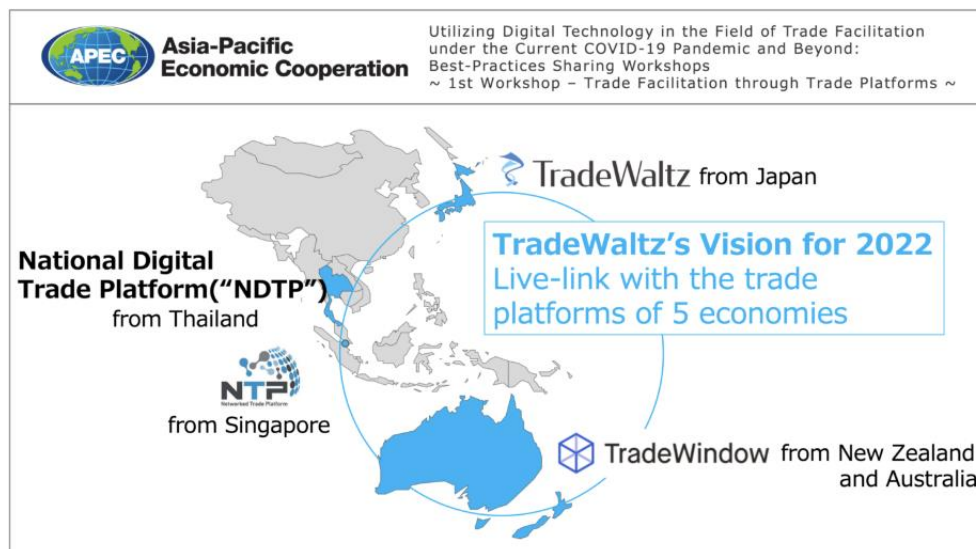 APEC
Asia-Pacific
Economic Cooperation
Utilizing Digital Technology in the Field of Trade Facilitation
under the Current COVID-19 Pandemic and Beyond:
Best-Practices Sharing Workshops
~ 1st Workshop – Trade Facilitation through Trade Platforms ~
TradeWaltz from Japan
TradeWaltz's Vision for 2022
Live-link with the trade
platforms of 5 economies
National Digital
Trade Platform("NDTP")
from Thailand
NTP
Networked Trade Platform
from Singapore
TradeWindow from New Zealand
and Australia